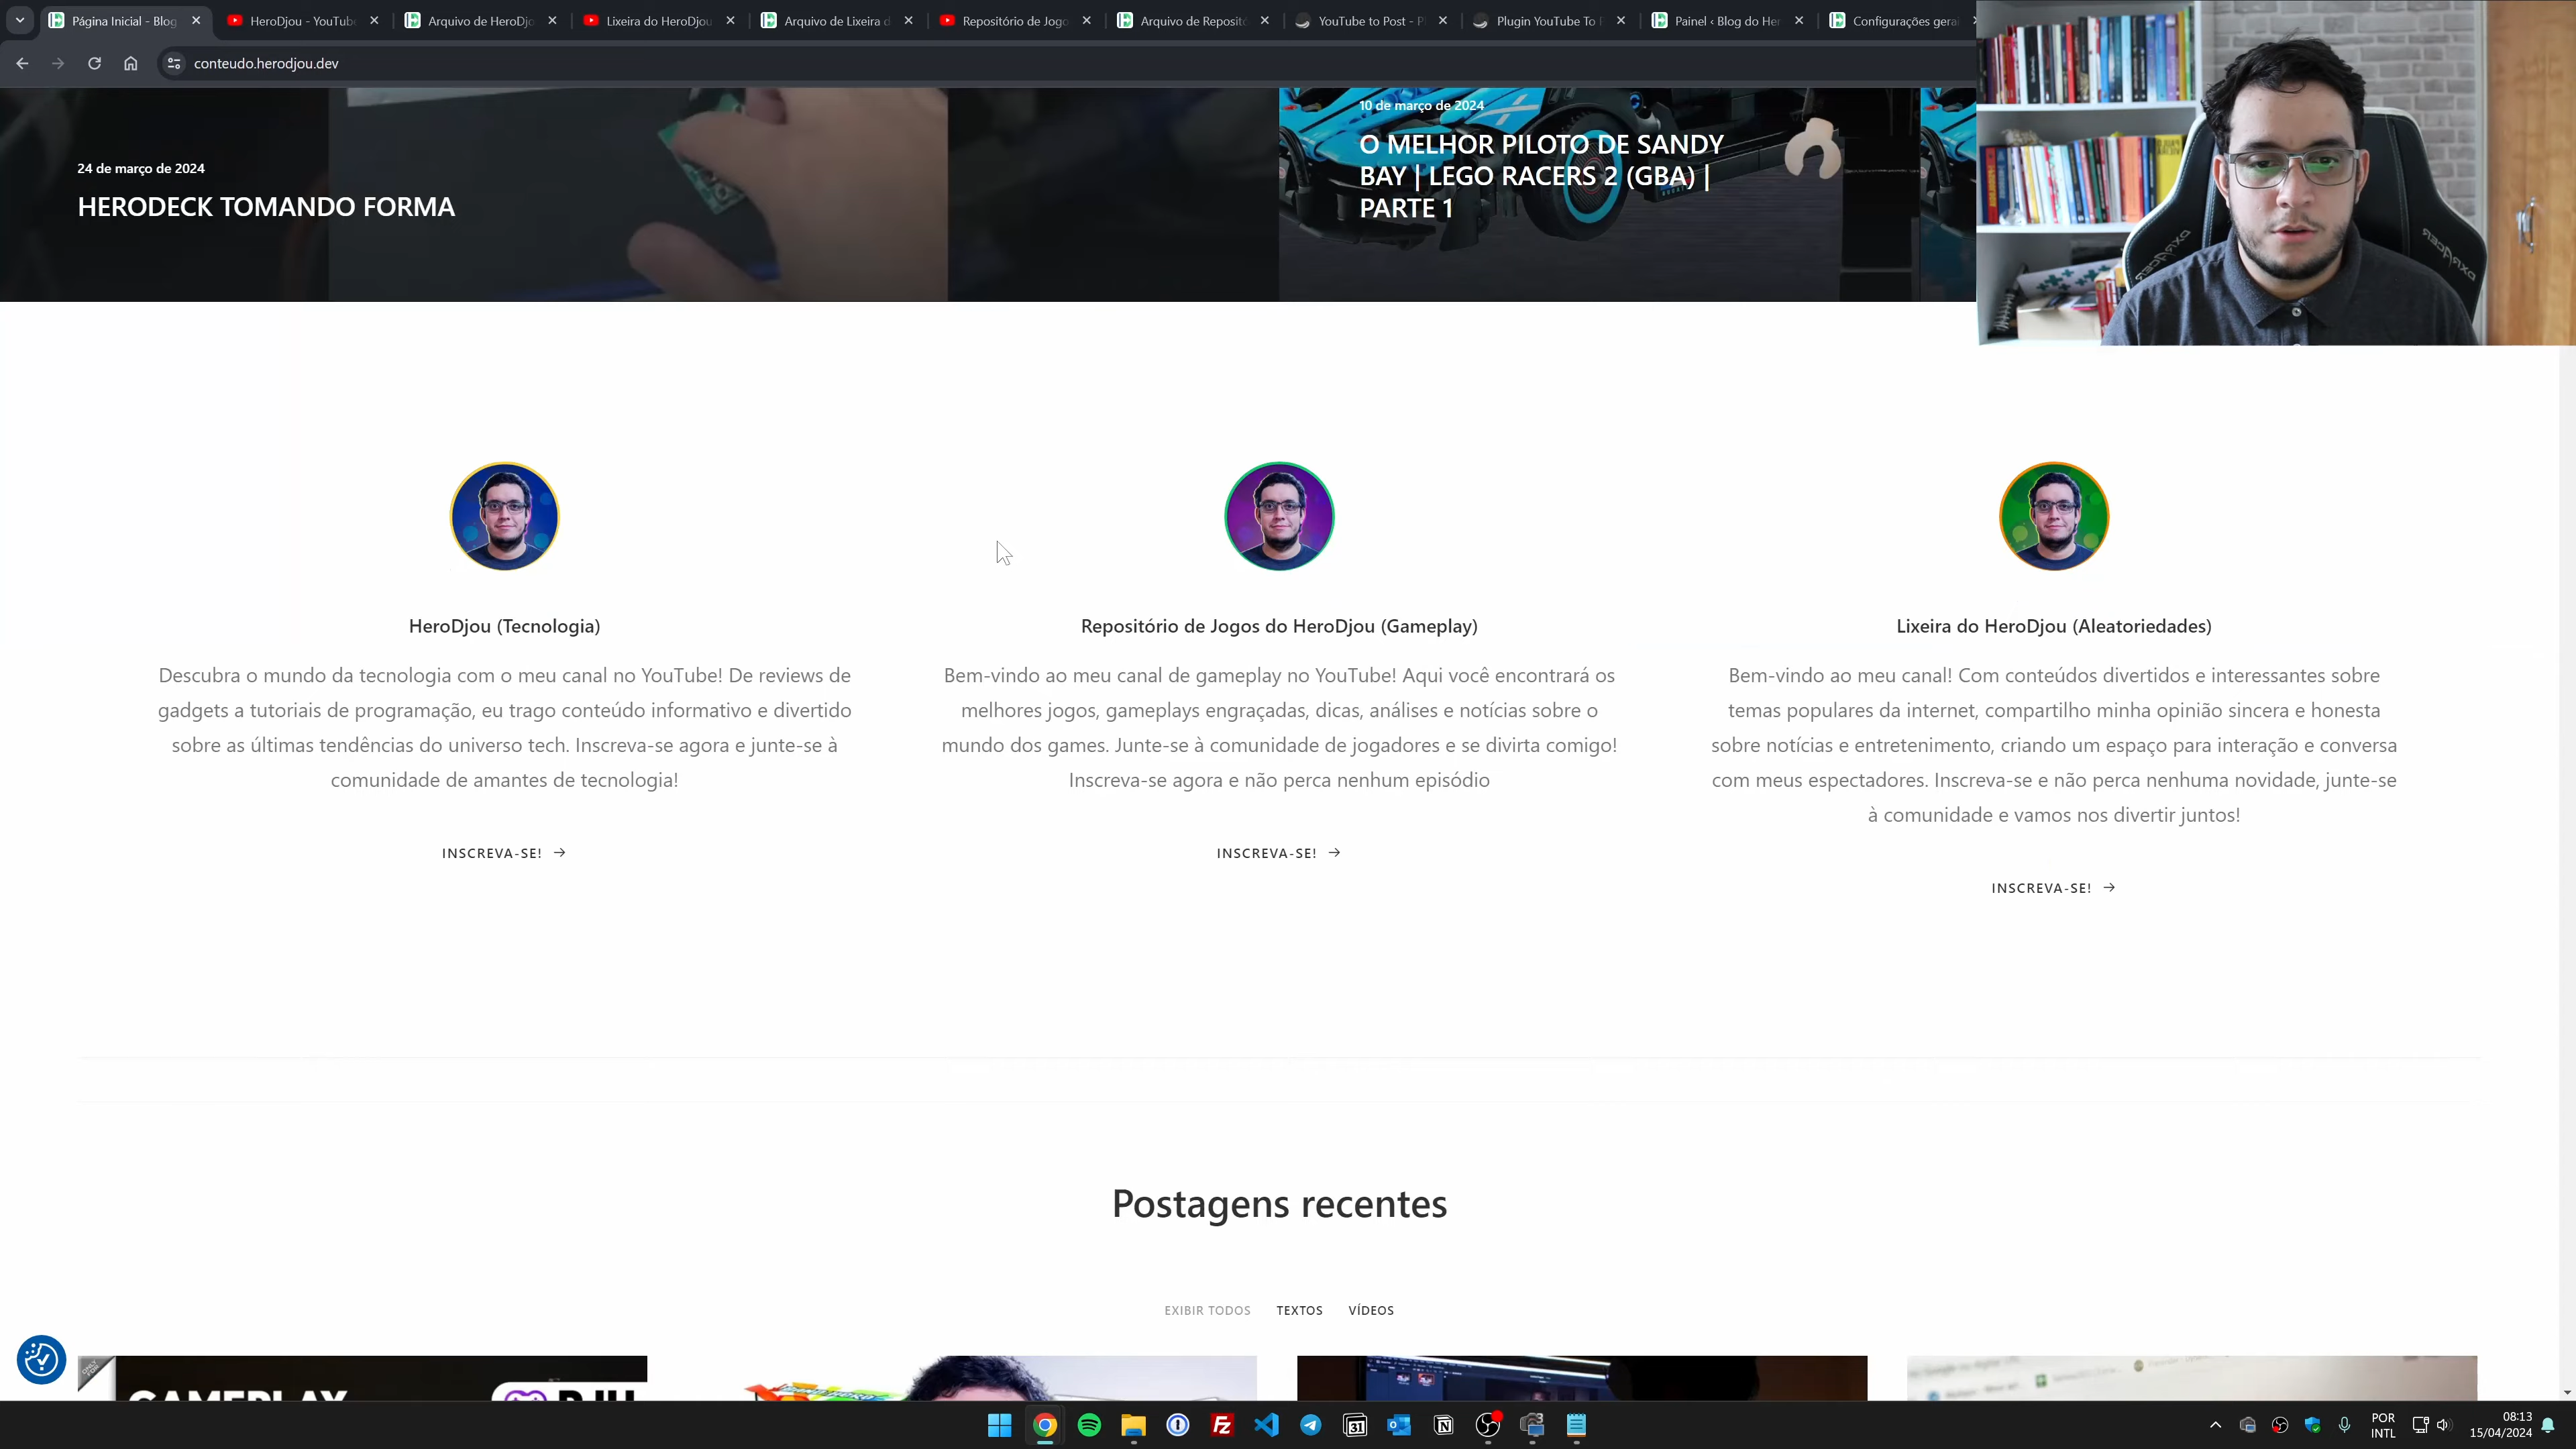 Página Inicial - Blog
HeroDjou - YouTube
Arquivo de HeroDjo
Lixeira do HeroDjou
Arquivo de Lixeira d
Repositório de Jogo
Arquivo de Reposito
YouTube to Post - P
Plugin YouTube To P
Painel ‹ Blog do Her
Configurações gera
conteudo.herodjou.dev
24 de março de 2024
HERODECK TOMANDO FORMA
10 de março de 2024
O MELHOR PILOTO DE SANDY
BAY | LEGO RACERS 2 (GBA) |
PARTE 1
DXRACER
DXRACER
HeroDjou (Tecnologia)
Descubra o mundo da tecnologia com o meu canal no YouTube! De reviews de
gadgets a tutoriais de programação, eu trago conteúdo informativo e divertido
sobre as últimas tendências do universo tech. Inscreva-se agora e junte-se à
comunidade de amantes de tecnologia!
INSCREVA-SE!
Repositório de Jogos do HeroDjou (Gameplay)
Bem-vindo ao meu canal de gameplay no YouTube! Aqui você encontrará os
melhores jogos, gameplays engraçadas, dicas, análises e notícias sobre o
mundo dos games. Junte-se à comunidade de jogadores e se divirta comigo!
Inscreva-se agora e não perca nenhum episódio
INSCREVA-SE!
Lixeira do HeroDjou (Aleatoriedades)
Bem-vindo ao meu canal! Com conteúdos divertidos e interessantes sobre
temas populares da internet, compartilho minha opinião sincera e honesta
sobre notícias e entretenimento, criando um espaço para interação e conversa
com meus espectadores. Inscreva-se e não perca nenhuma novidade, junte-se
à comunidade e vamos nos divertir juntos!
INSCREVA-SE!
Postagens recentes
EXIBIR TODOS TEXTOS VÍDEOS
GAMEPLAY
31
POR
INTL
08:13
15/04/2024